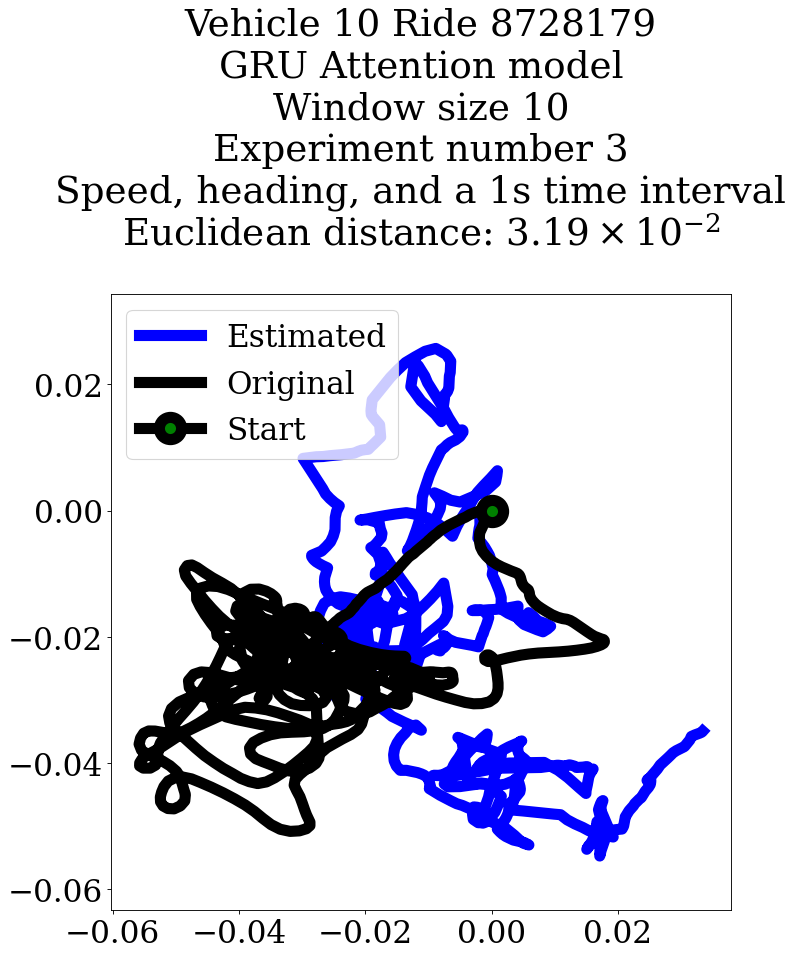 Vehicle 10 Ride 8728179
GRU Attention model
Window size 10
Experiment number 3
Speed, heading, and a 1s time interval
Euclidean distance: 3.19 × 10⁻²
Estimated
Original
Start
0.02
0.00
−0.02
−0.04
−0.06
−0.06 −0.04 −0.02 0.00 0.02